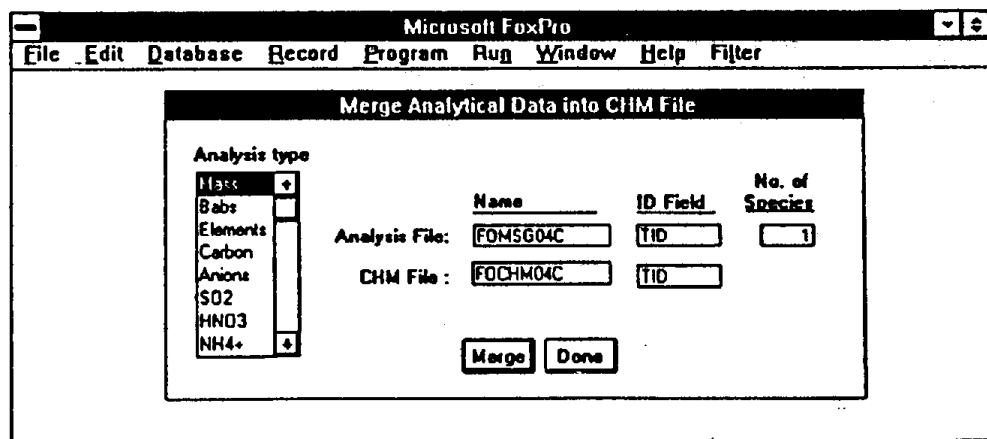 Microsoft FoxPro
File Edit Database Record Program Run Window Help Filter
Merge Analytical Data into CHM File
Analysis type
Mass
Babs
Elements
Carbon
Anions
SO2
HNO3
NH4+
Name ID Field No. of Species
Analysis File: FOMSG04C TID 1
CHM File : FOCHM04C TID
Merge Done